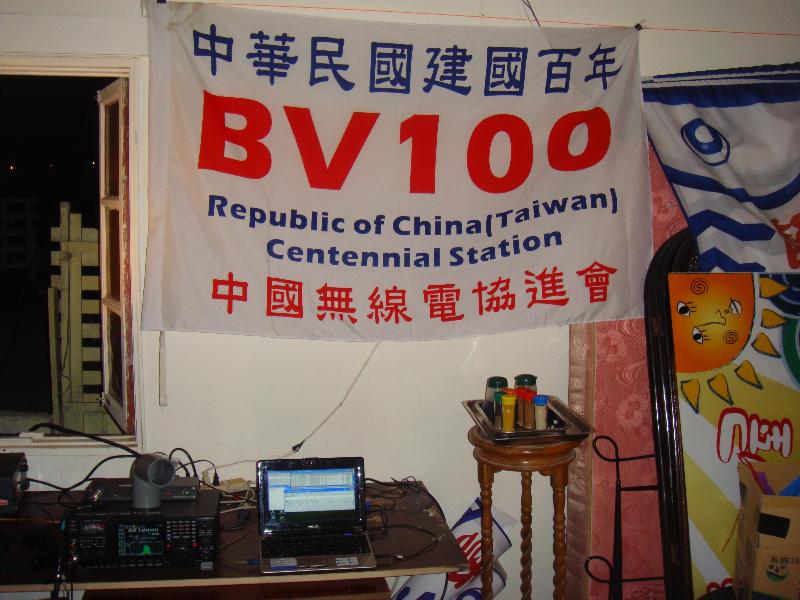 中華民國建國百年
BV100
Republic of China(Taiwan)
Centennial Station
中國無線電協進會